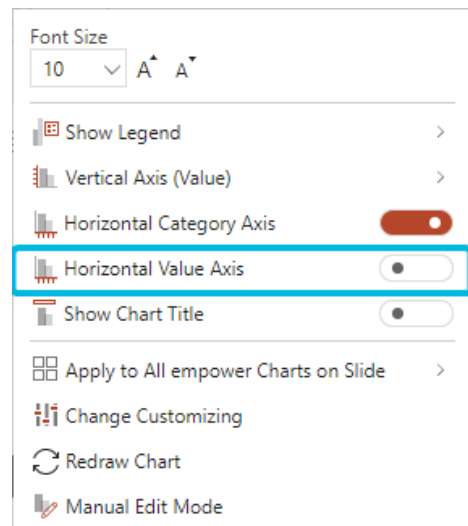 Font Size
10 A A
Show Legend
Vertical Axis (Value)
Horizontal Category Axis
Horizontal Value Axis
Show Chart Title
Apply to All empower Charts on Slide
Change Customizing
Redraw Chart
Manual Edit Mode